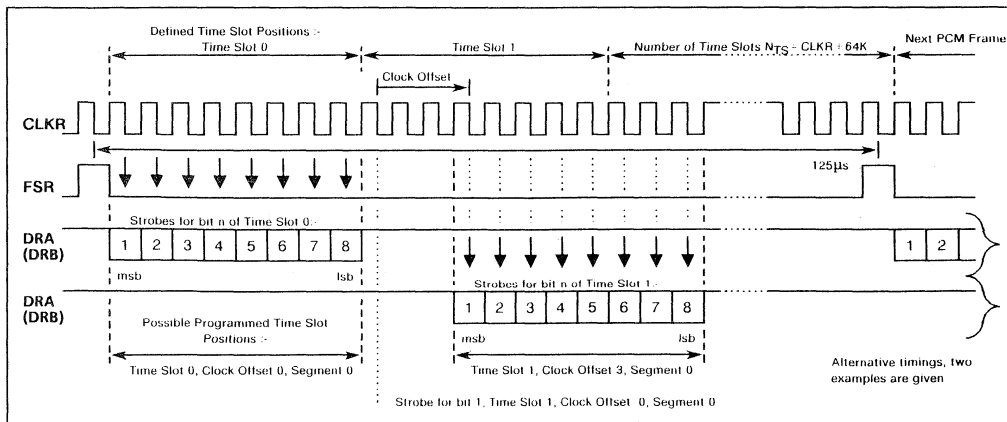 Defined Time Slot Positions :-
Time Slot 0
Time Slot 1
Number of Time Slots NTS = CLKR ÷ 64K
Next PCM Frame
Clock Offset
CLKR
125µs
FSR
Strobes for bit n of Time Slot 0:-
DRA
(DRB)
1 2 3 4 5 6 7 8
1 2
msb
lsb
Strobes for bit n of Time Slot 1:-
DRA
(DRB)
1 2 3 4 5 6 7 8
msb
lsb
Possible Programmed Time Slot
Positions :-
Time Slot 0, Clock Offset 0, Segment 0
Time Slot 1, Clock Offset 3, Segment 0
Alternative timings, two
examples are given
Strobe for bit 1, Time Slot 1, Clock Offset 0, Segment 0